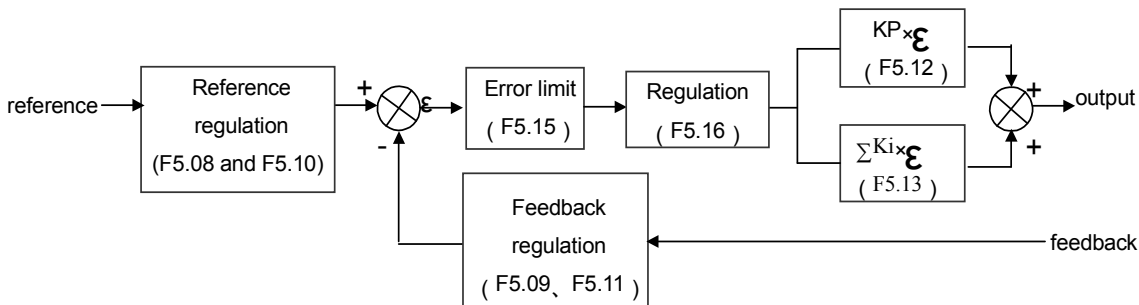 reference
Reference
regulation
(F5.08 and F5.10)
+
-
ε
Error limit
( F5.15 )
Regulation
( F5.16 )
KP×ε
( F5.12 )
∑Ki×ε
( F5.13 )
+
+
output
Feedback
regulation
( F5.09、F5.11 )
feedback